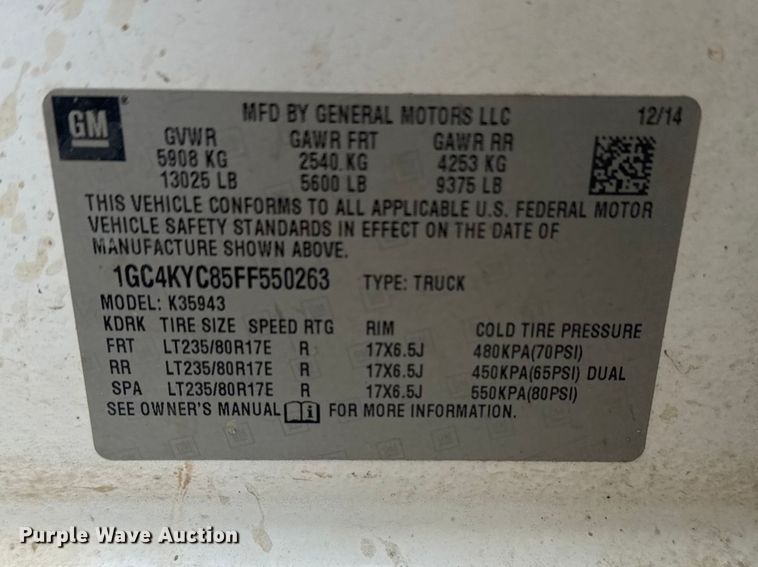 GM MFD BY GENERAL MOTORS LLC 12/14
GVWR GAWR FRT GAWR RR
5908 KG 2540 KG 4253 KG
13025 LB 5600 LB 9375 LB
THIS VEHICLE CONFORMS TO ALL APPLICABLE U.S. FEDERAL MOTOR
VEHICLE SAFETY STANDARDS IN EFFECT ON THE DATE OF
MANUFACTURE SHOWN ABOVE.
1GC4KYC85FF550263 TYPE: TRUCK
MODEL: K35943
KDRK TIRE SIZE SPEED RTG RIM COLD TIRE PRESSURE
FRT LT235/80R17E R 17X6.5J 480KPA(70PSI)
RR LT235/80R17E R 17X6.5J 450KPA(65PSI) DUAL
SPA LT235/80R17E R 17X6.5J 550KPA(80PSI)
SEE OWNER'S MANUAL FOR MORE INFORMATION.
Purple Wave Auction